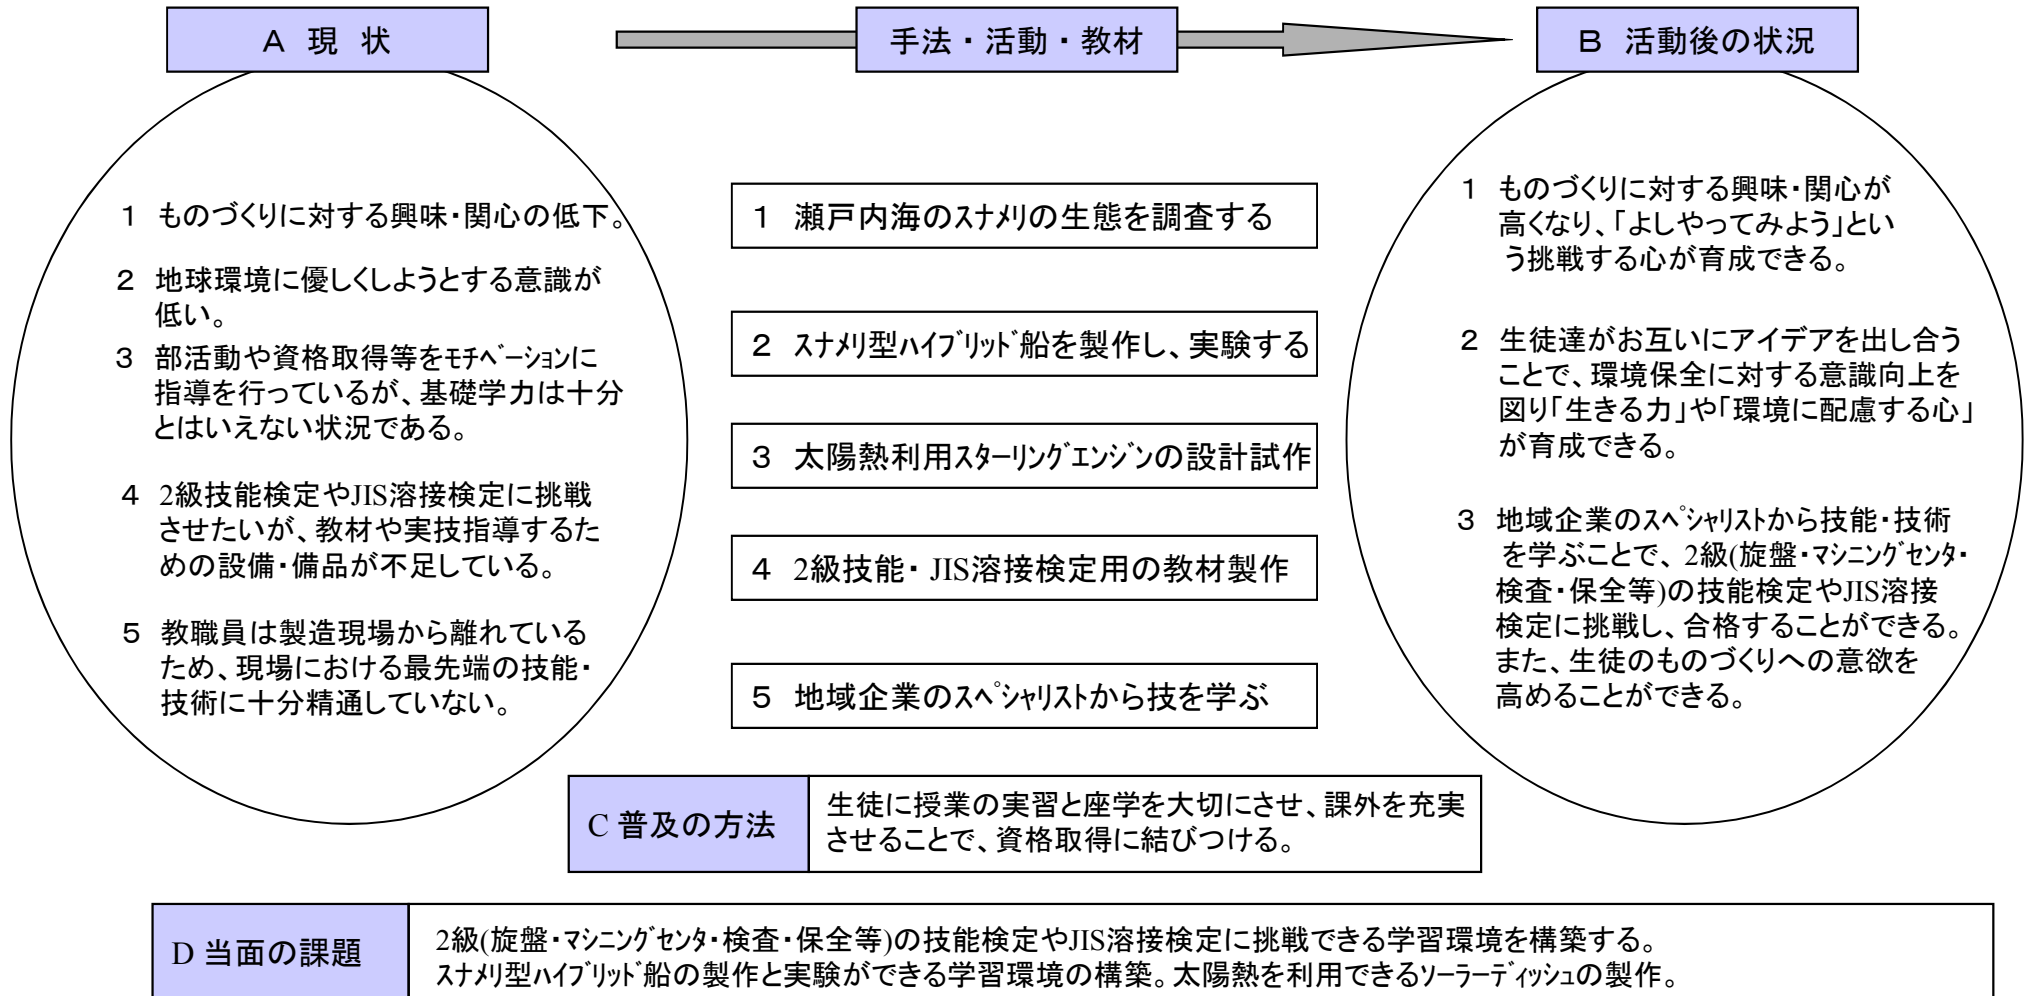 A 現 状
手法・活動・教材
B 活動後の状況
1 ものづくりに対する興味・関心の低下。
2 地球環境に優しくしようとする意識が
低い。
3 部活動や資格取得等をﾓﾁﾍﾞｰｼｮﾝに
指導を行っているが、基礎学力は十分
とはいえない状況である。
4 2級技能検定やJIS溶接検定に挑戦
させたいが、教材や実技指導するた
めの設備・備品が不足している。
5 教職員は製造現場から離れている
ため、現場における最先端の技能・
技術に十分精通していない。
1 瀬戸内海のｽﾅﾒﾘの生態を調査する
2 ｽﾅﾒﾘ型ﾊｲﾌﾞﾘｯﾄﾞ船を製作し、実験する
3 太陽熱利用ｽﾀｰﾘﾝｸﾞｴﾝｼﾞﾝの設計試作
4 2級技能・JIS溶接検定用の教材製作
5 地域企業のｽﾍﾟｼｬﾘｽﾄから技を学ぶ
1 ものづくりに対する興味・関心が
高くなり、「よしやってみよう」とい
う挑戦する心が育成できる。
2 生徒達がお互いにアイデアを出し合う
ことで、環境保全に対する意識向上を
図り「生きる力」や「環境に配慮する心」
が育成できる。
3 地域企業のｽﾍﾟｼｬﾘｽﾄから技能・技術
を学ぶことで、2級(旋盤・ﾏｼﾆﾝｸﾞｾﾝﾀ・
検査・保全等)の技能検定やJIS溶接
検定に挑戦し、合格することができる。
また、生徒のものづくりへの意欲を
高めることができる。
C 普及の方法
生徒に授業の実習と座学を大切にさせ、課外を充実
させることで、資格取得に結びつける。
D 当面の課題
2級(旋盤・ﾏｼﾆﾝｸﾞｾﾝﾀ・検査・保全等)の技能検定やJIS溶接検定に挑戦できる学習環境を構築する。
ｽﾅﾒﾘ型ﾊｲﾌﾞﾘｯﾄﾞ船の製作と実験ができる学習環境の構築。太陽熱を利用できるｿｰﾗｰﾃﾞｨｯｼｭの製作。